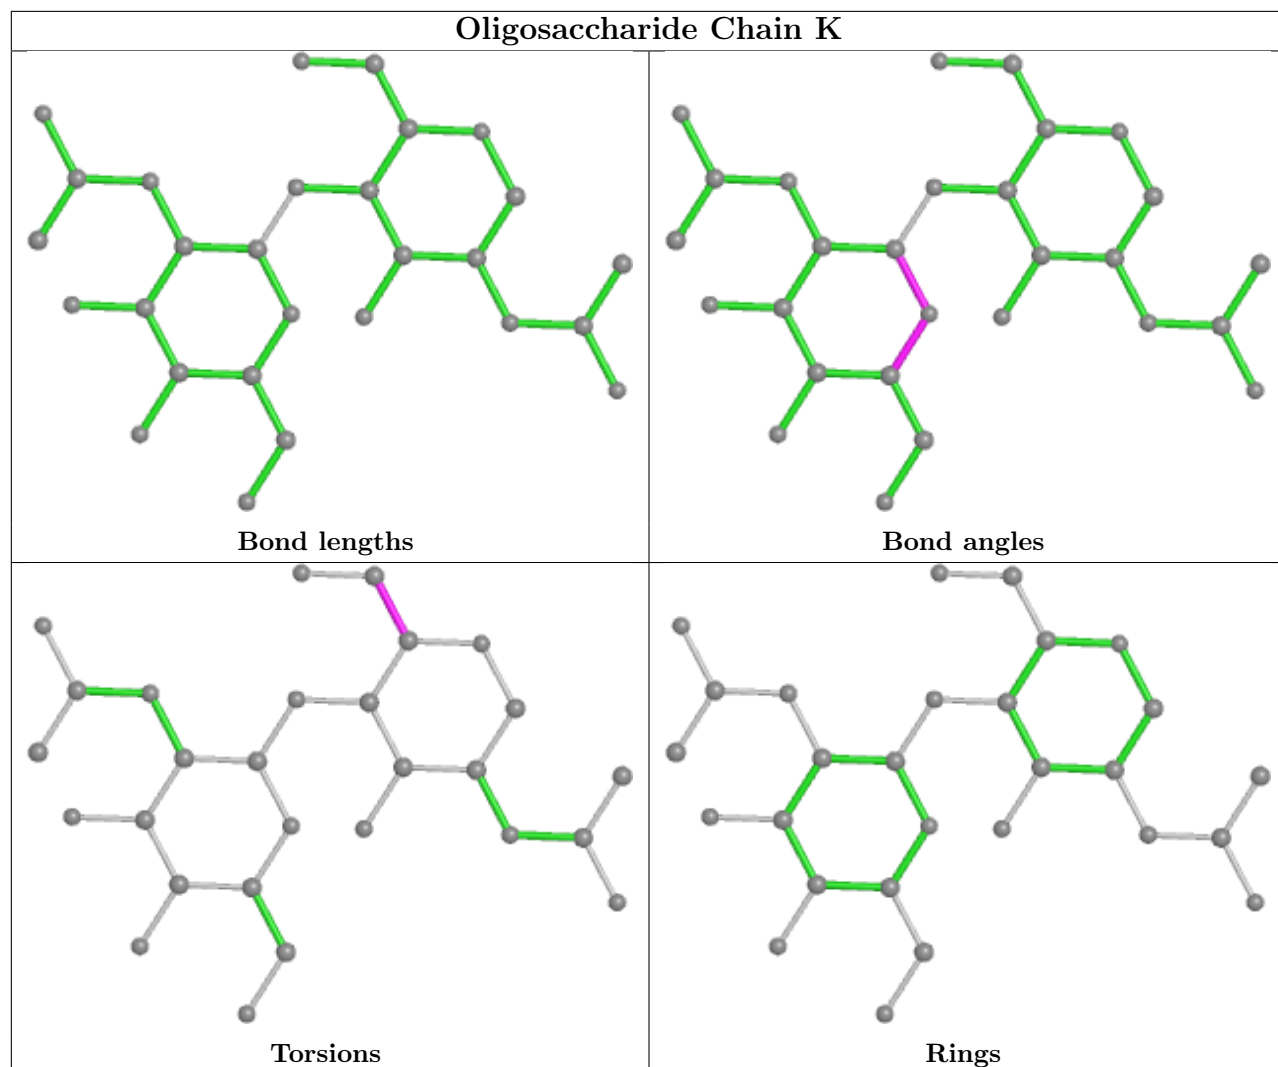 Oligosaccharide Chain K
Bond lengths
Bond angles
Torsions
Rings